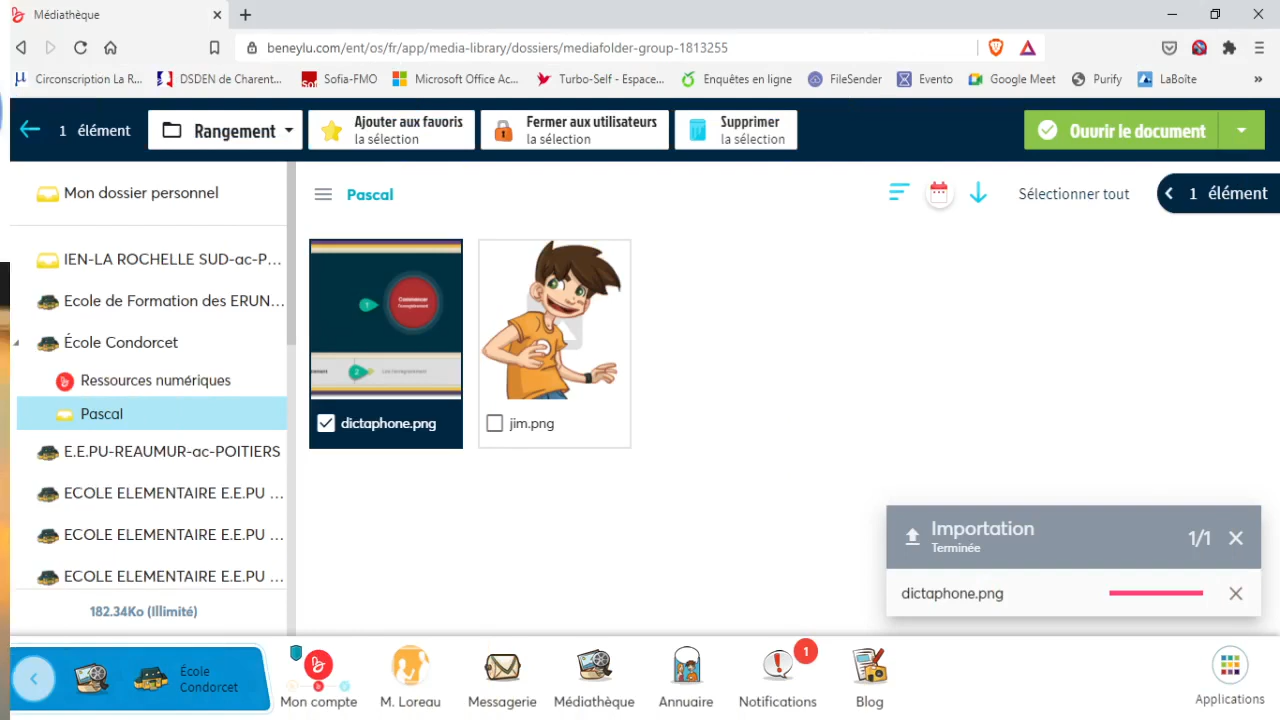 Médiathèque
beneylu.com/ent/os/fr/app/media-library/dossiers/mediafolder-group-1813255
Circonscription La R...
DSDEN de Charent...
Sofia-FMO
Microsoft Office Ac...
Turbo-Self - Espace...
Enquêtes en ligne
FileSender
Evento
Google Meet
Purify
LaBoîte
»
1 élément
Rangement
Ajouter aux favoris
la sélection
Fermer aux utilisateurs
la sélection
Supprimer
la sélection
Ouvrir le document
Mon dossier personnel
Pascal
Sélectionner tout
1 élément
IEN-LA ROCHELLE SUD-ac-P...
Ecole de Formation des ERUN...
École Condorcet
Ressources numériques
Pascal
E.E.PU-REAUMUR-ac-POITIERS
ECOLE ELEMENTAIRE E.E.PU ...
ECOLE ELEMENTAIRE E.E.PU ...
ECOLE ELEMENTAIRE E.E.PU ...
182.34Ko (Illimité)
Commencer
l'enregistrement
1
2
dictaphone.png
jim.png
Importation
Terminée
1/1
dictaphone.png
École
Condorcet
Mon compte
M. Loreau
Messagerie
Médiathèque
Annuaire
1
Notifications
Blog
Applications